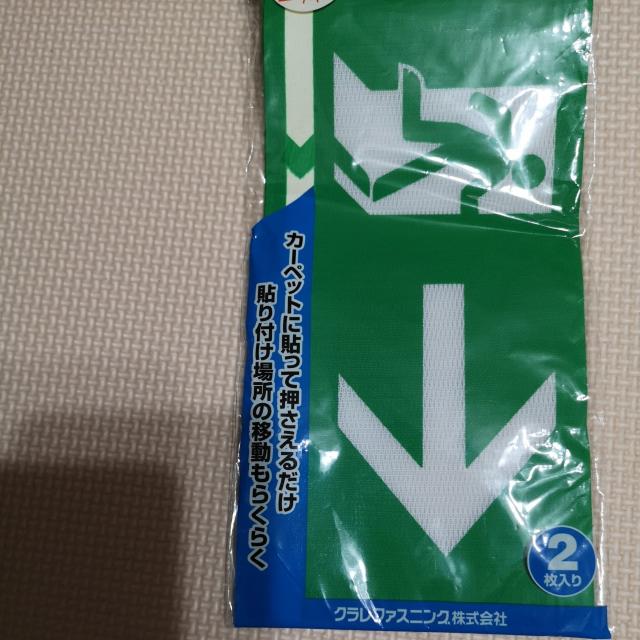 カーペットに貼って押さえるだけ
貼り付け場所の移動もらくらく
2
枚入り
クラレファスニング株式会社